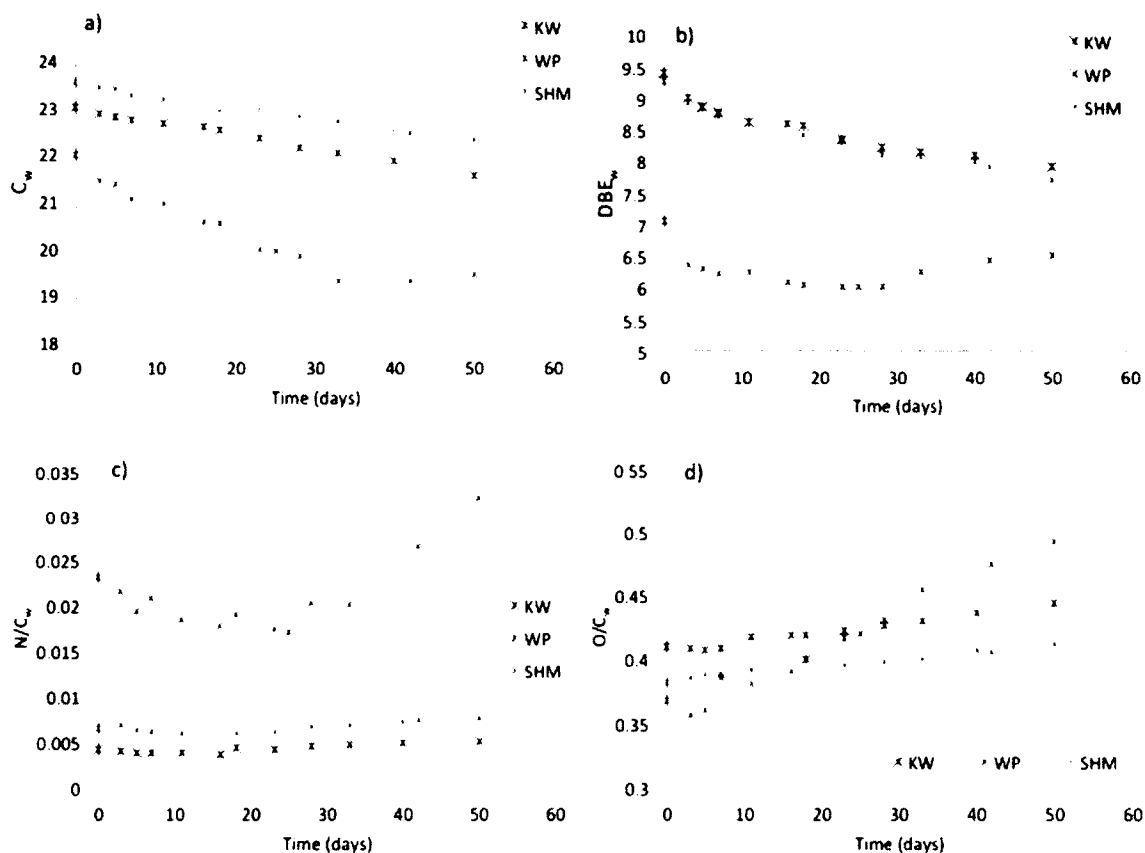 a)
KW
WP
SHM
24
23
22
21
20
19
18
C_w
0 10 20 30 40 50 60
Time (days)
b)
KW
WP
SHM
10
9.5
9
8.5
8
7.5
7
6.5
6
5.5
5
DBE_w
0 10 20 30 40 50 60
Time (days)
c)
KW
WP
SHM
0 035
0 03
0.025
0 02
0.015
0 01
0.005
0
N/C_w
0 10 20 30 40 50 60
Time (days)
d)
0 55
0.5
0.45
0.4
0.35
0.3
O/C_w
KW WP SHM
0 10 20 30 40 50 60
Time (days)